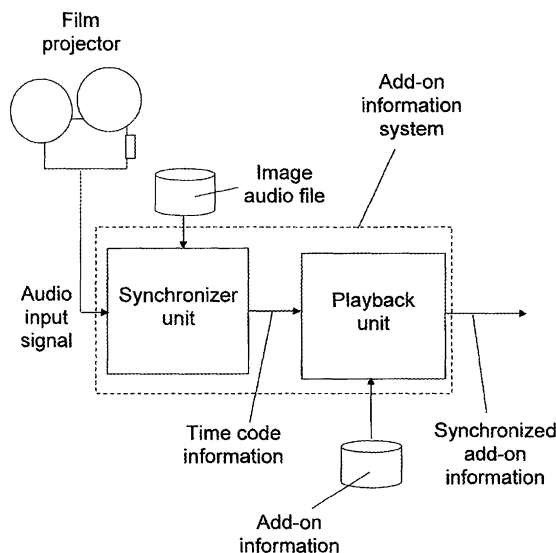 Film
projector
Add-on
information
system
Image
audio file
Audio
input
signal
Synchronizer
unit
Playback
unit
Time code
information
Synchronized
add-on
information
Add-on
information